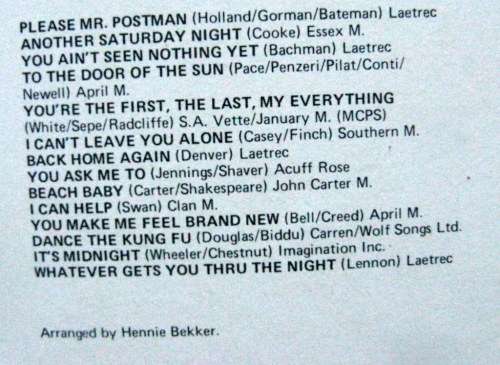 PLEASE MR. POSTMAN (Holland/Gorman/Bateman) Laetrec
ANOTHER SATURDAY NIGHT (Cooke) Essex M.
YOU AIN'T SEEN NOTHING YET (Bachman) Laetrec
TO THE DOOR OF THE SUN (Pace/Penzeri/Pilat/Conti/
Newell) April M.
YOU'RE THE FIRST, THE LAST, MY EVERYTHING
(White/Sepe/Radcliffe) S.A. Vette/January M. (MCPS)
I CAN'T LEAVE YOU ALONE (Casey/Finch) Southern M.
BACK HOME AGAIN (Denver) Laetrec
YOU ASK ME TO (Jennings/Shaver) Acuff Rose
BEACH BABY (Carter/Shakespeare) John Carter M.
I CAN HELP (Swan) Clan M.
YOU MAKE ME FEEL BRAND NEW (Bell/Creed) April M.
DANCE THE KUNG FU (Douglas/Biddu) Carren/Wolf Songs Ltd.
IT'S MIDNIGHT (Wheeler/Chestnut) Imagination Inc.
WHATEVER GETS YOU THRU THE NIGHT (Lennon) Laetrec
Arranged by Hennie Bekker.